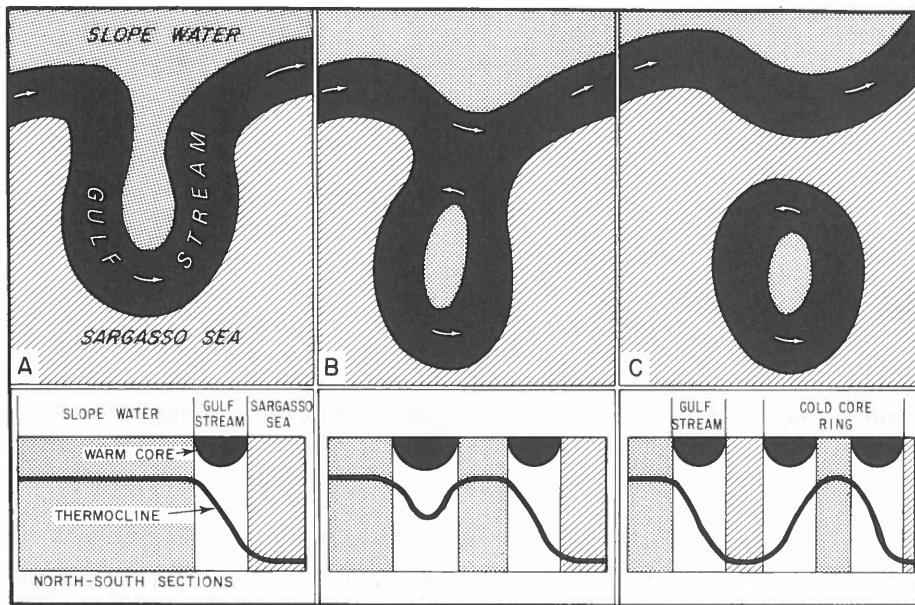 SLOPE WATER
GULF
STREAM
SARGASSO SEA
A
B
C
SLOPE WATER
GULF
STREAM
SARGASSO
SEA
WARM CORE
THERMOCLINE
NORTH-SOUTH SECTIONS
GULF
STREAM
COLD CORE
RING